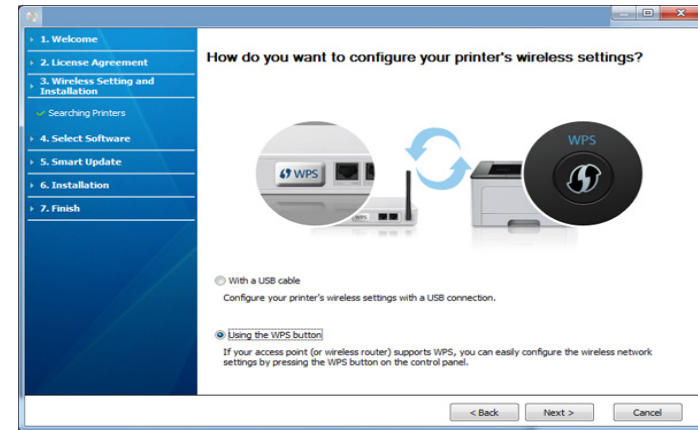 1. Welcome
2. License Agreement
3. Wireless Setting and
Installation
Searching Printers
4. Select Software
5. Smart Update
6. Installation
7. Finish
How do you want to configure your printer's wireless settings?
WPS
WPS
WPS
With a USB cable
Configure your printer's wireless settings with a USB connection.
Using the WPS button
If your access point (or wireless router) supports WPS, you can easily configure the wireless network
settings by pressing the WPS button on the control panel.
< Back
Next >
Cancel